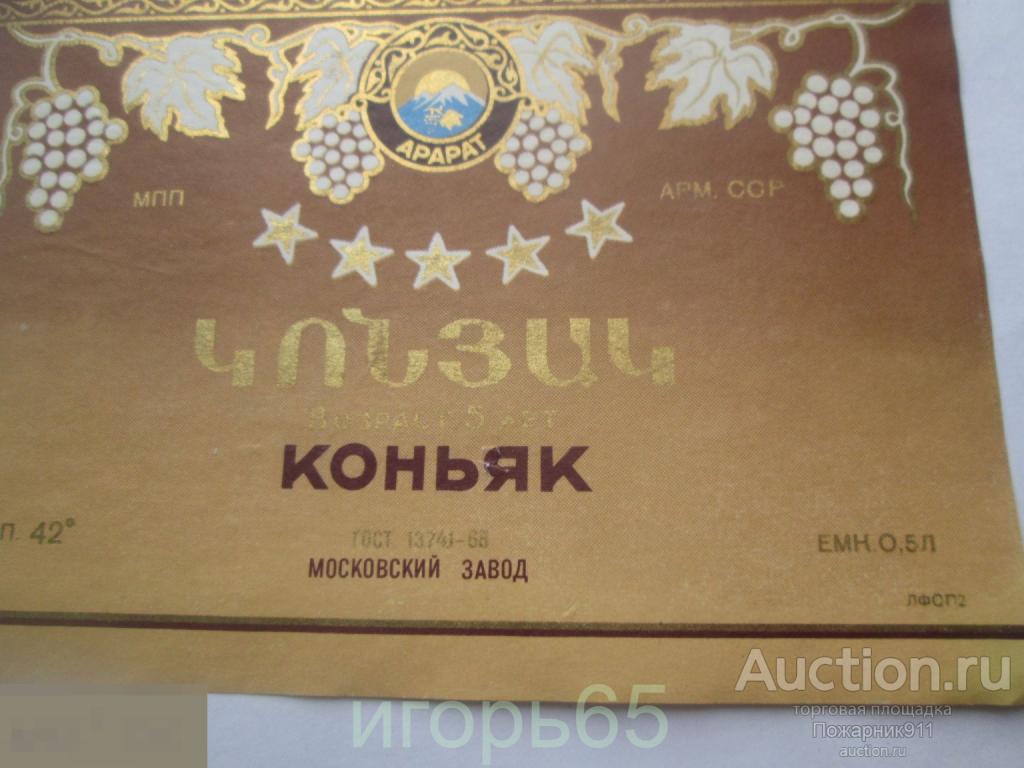 АРАРАТ
МПП
АРМ. ССР
ԿՈՆՅԱԿ
ВОЗРАСТ 5 ЛЕТ
КОНЬЯК
П. 42°
ГОСТ 13741-68
ЕМН.0,5Л
МОСКОВСКИЙ ЗАВОД
ЛФОП2
Auction.ru
торговая площадка
Пожарник911
auction.ru
игорь65